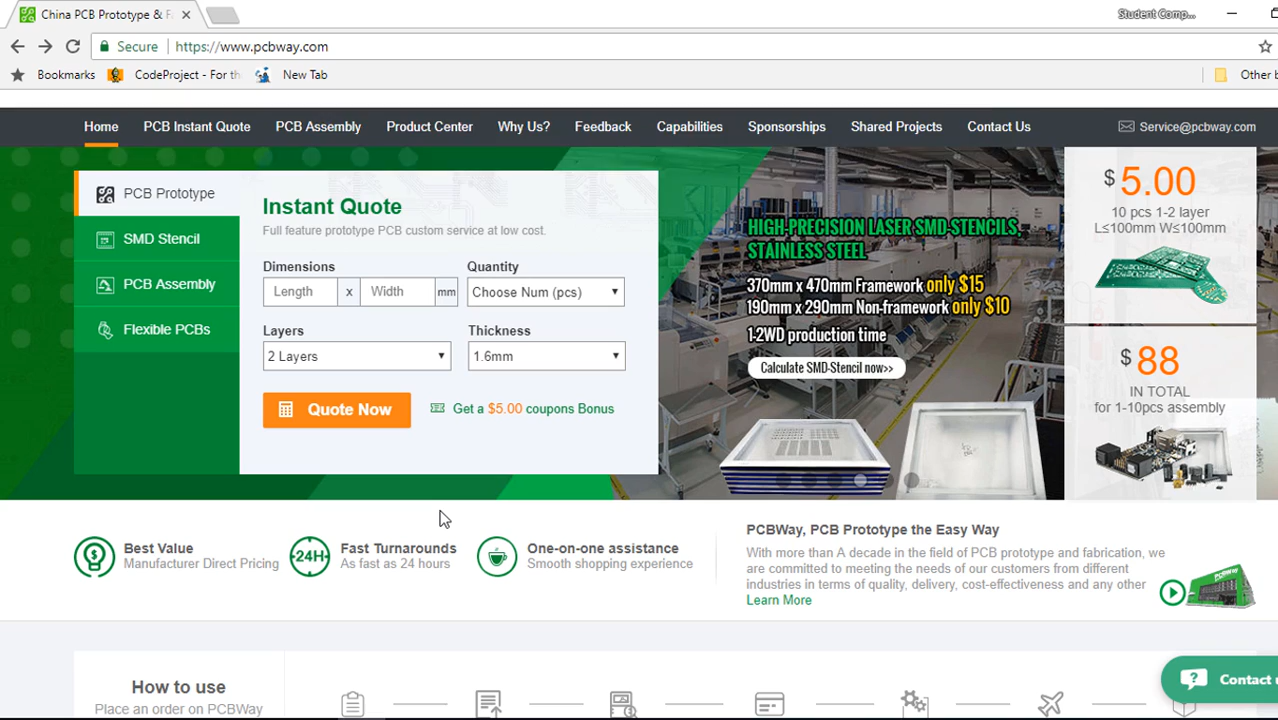 China PCB Prototype & F
Student Comp...
Secure
https://www.pcbway.com
Bookmarks
CodeProject - For th
New Tab
Other b
Home
PCB Instant Quote
PCB Assembly
Product Center
Why Us?
Feedback
Capabilities
Sponsorships
Shared Projects
Contact Us
Service@pcbway.com
PCB Prototype
SMD Stencil
PCB Assembly
Flexible PCBs
Instant Quote
Full feature prototype PCB custom service at low cost.
Dimensions
Quantity
Length x Width mm
Choose Num (pcs)
Layers
Thickness
2 Layers
1.6mm
Quote Now
Get a $5.00 coupons Bonus
HIGH-PRECISION LASER SMD-STENCILS,
STAINLESS STEEL
370mm x 470mm Framework only $15
190mm x 290mm Non-framework only $10
1-2WD production time
Calculate SMD-Stencil now>>
$ 5.00
10 pcs 1-2 layer
L≤100mm W≤100mm
$ 88
IN TOTAL
for 1-10pcs assembly
Best Value
Manufacturer Direct Pricing
24H
Fast Turnarounds
As fast as 24 hours
One-on-one assistance
Smooth shopping experience
PCBWay, PCB Prototype the Easy Way
With more than A decade in the field of PCB prototype and fabrication, we
are committed to meeting the needs of our customers from different
industries in terms of quality, delivery, cost-effectiveness and any other
Learn More
PCBWay
How to use
Place an order on PCBWay
Contact u